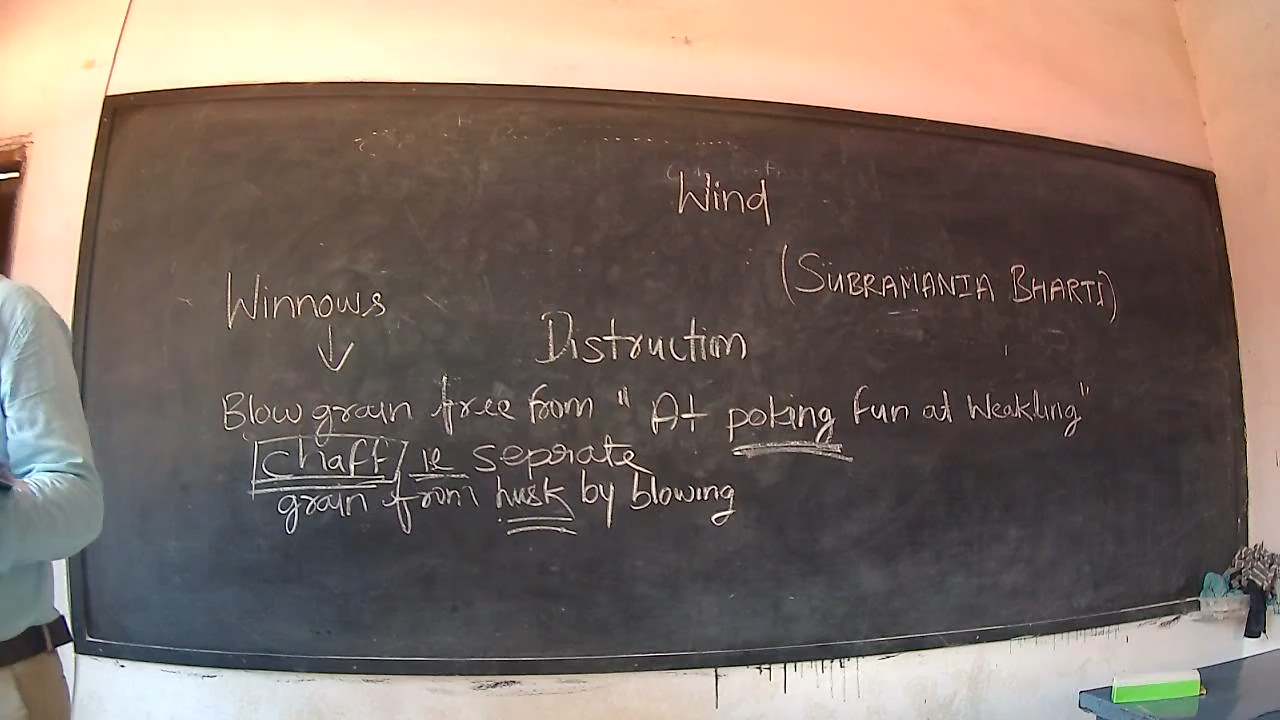 Wind
(SUBRAMANIA BHARTI)
Winnows
Distruction
Blow grain free from "At poking fun at Weakling"
chaff ie seprate
grain from husk by blowing